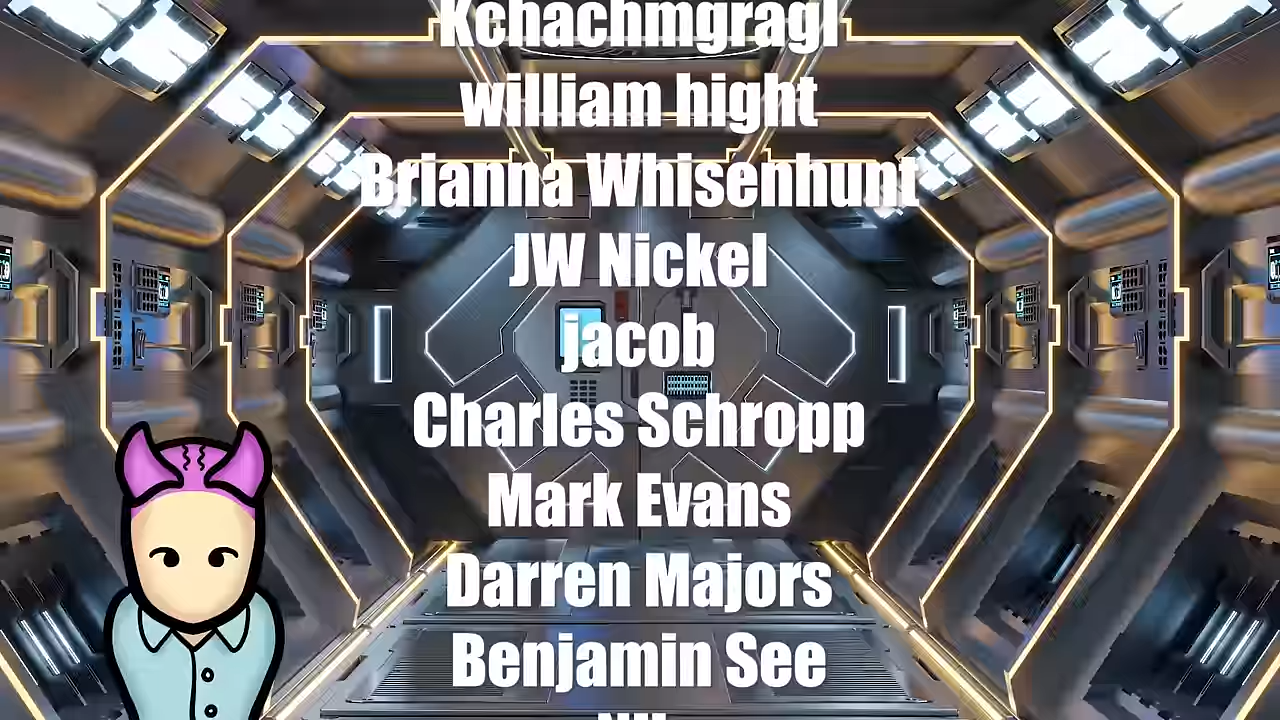 Kchachmgragl
william hight
Brianna Whisenhunt
JW Nickel
jacob
Charles Schropp
Mark Evans
Darren Majors
Benjamin See